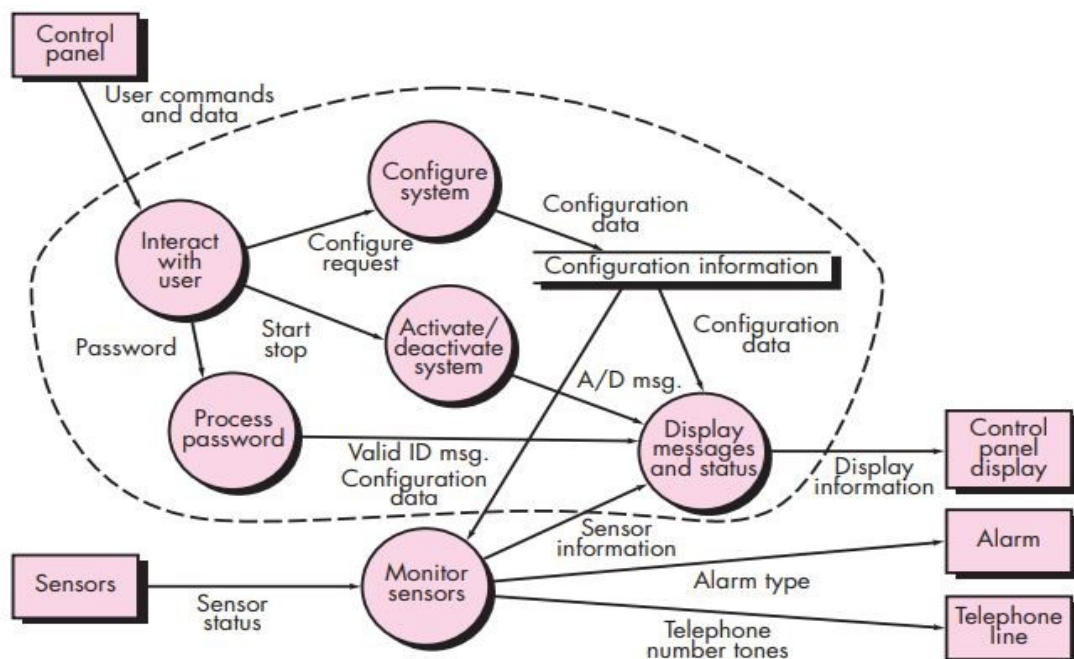 Control
panel
User commands
and data
Configure
system
Configuration
data
Interact
with
user
Configure
request
Configuration information
Password
Start
stop
Activate/
deactivate
system
Configuration
data
A/D msg.
Process
password
Valid ID msg.
Display
messages
and status
Control
panel
display
Display
information
Configuration
data
Sensor
information
Sensors
Sensor
status
Monitor
sensors
Alarm type
Alarm
Telephone
number tones
Telephone
line